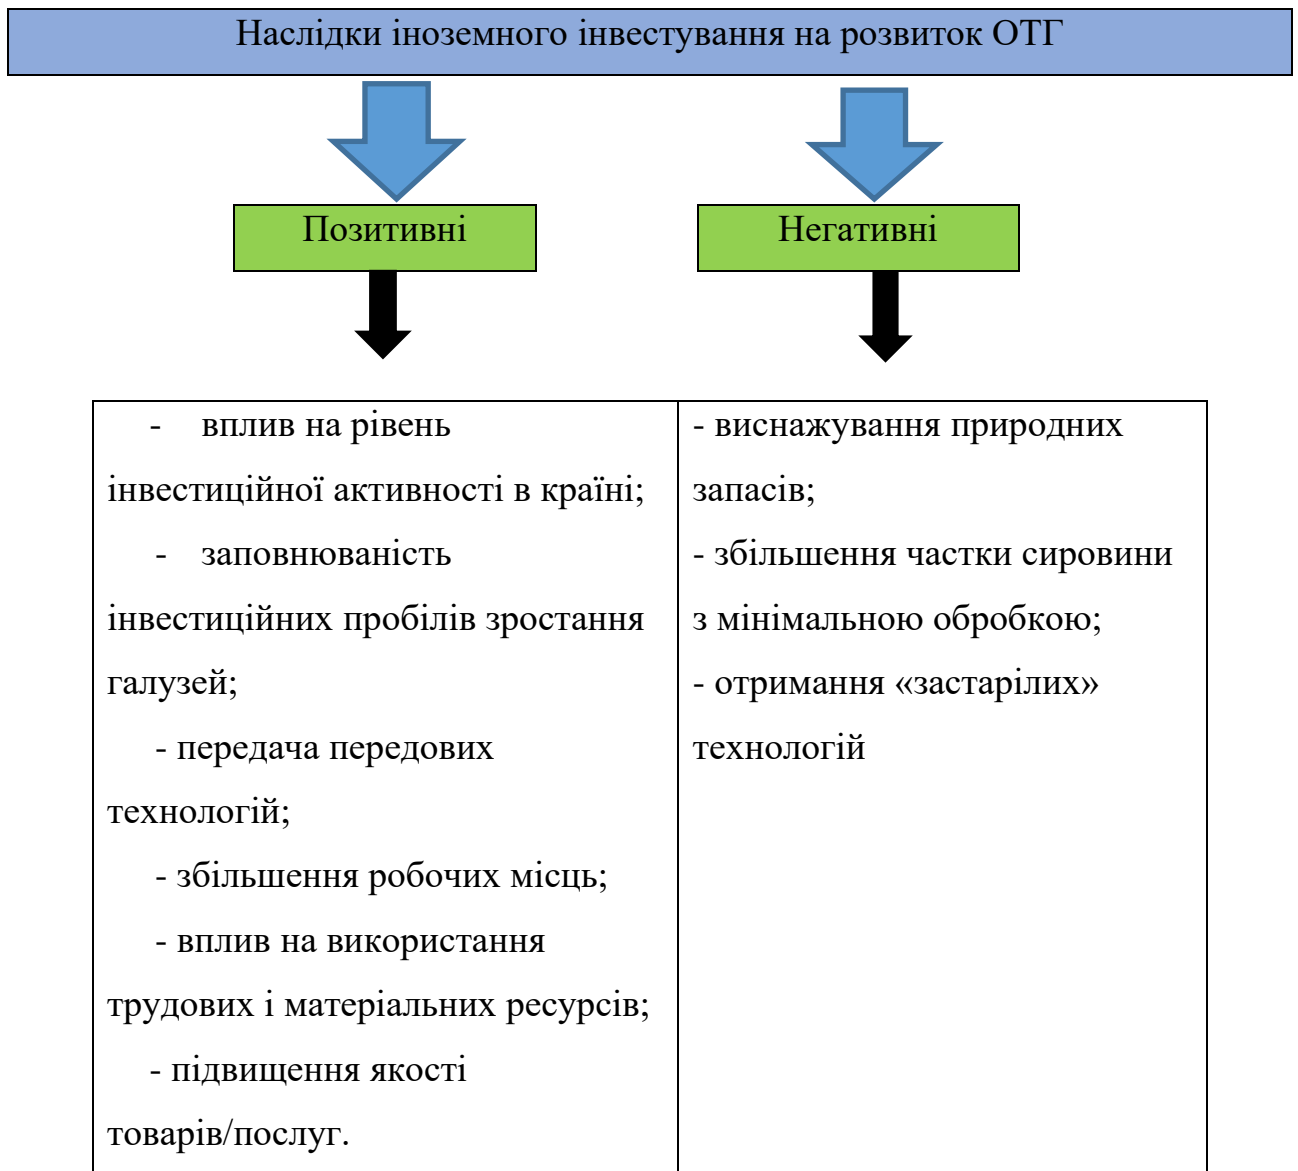 Наслідки іноземного інвестування на розвиток ОТГ
Позитивні
Негативні
- вплив на рівень
інвестиційної активності в країні;
- заповнюваність
інвестиційних пробілів зростання
галузей;
- передача передових
технологій;
- збільшення робочих місць;
- вплив на використання
трудових і матеріальних ресурсів;
- підвищення якості
товарів/послуг.
- виснажування природних
запасів;
- збільшення частки сировини
з мінімальною обробкою;
- отримання «застарілих»
технологій